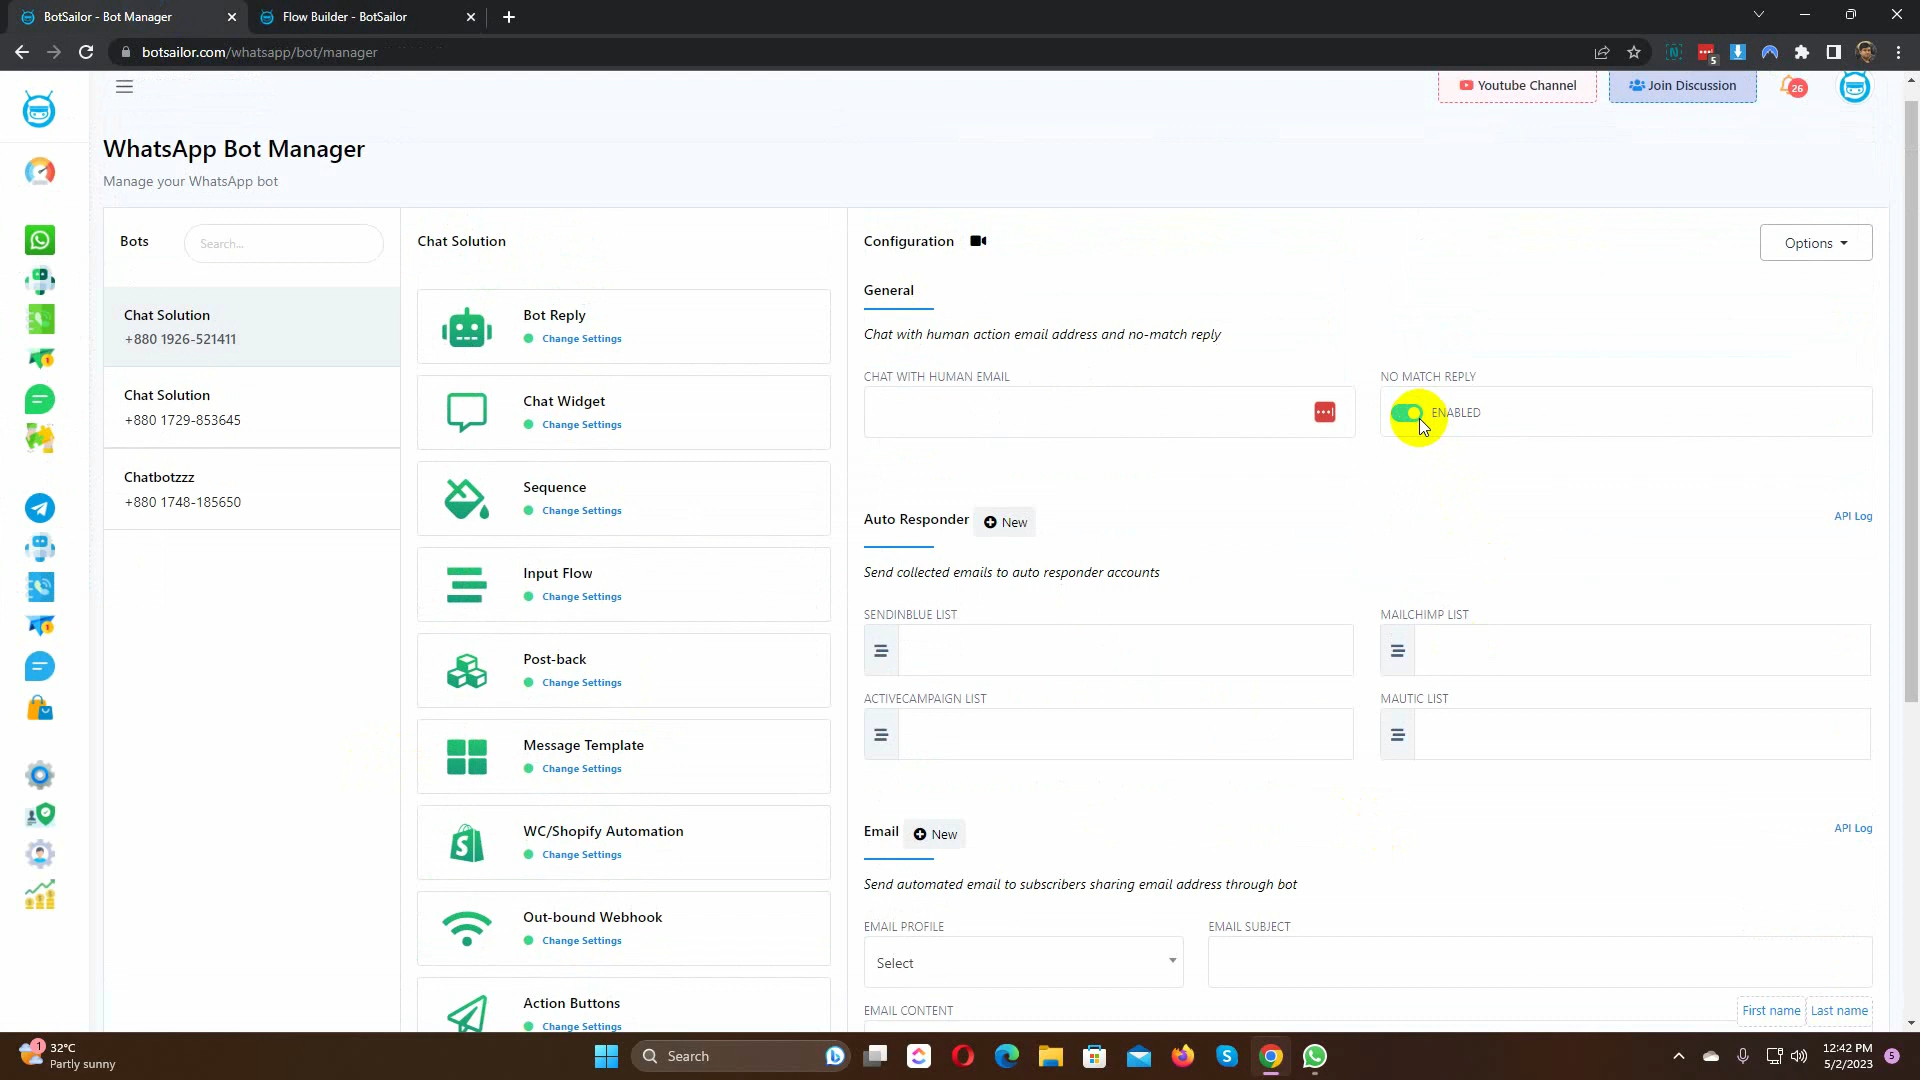 BotSailor - Bot Manager
Flow Builder - BotSailor
botsailor.com/whatsapp/bot/manager
5
Youtube Channel
Join Discussion
26
WhatsApp Bot Manager
Manage your WhatsApp bot
Bots
Search...
Chat Solution
+880 1926-521411
Chat Solution
+880 1729-853645
Chatbotzzz
+880 1748-185650
Chat Solution
Bot Reply
Change Settings
Chat Widget
Change Settings
Sequence
Change Settings
Input Flow
Change Settings
Post-back
Change Settings
Message Template
Change Settings
WC/Shopify Automation
Change Settings
Out-bound Webhook
Change Settings
Action Buttons
Change Settings
Configuration
Options
General
Chat with human action email address and no-match reply
CHAT WITH HUMAN EMAIL
NO MATCH REPLY
ENABLED
Auto Responder
New
API Log
Send collected emails to auto responder accounts
SENDINBLUE LIST
MAILCHIMP LIST
ACTIVECAMPAIGN LIST
MAUTIC LIST
Email
New
API Log
Send automated email to subscribers sharing email address through bot
EMAIL PROFILE
EMAIL SUBJECT
Select
EMAIL CONTENT
First name
Last name
1
32°C
Partly sunny
Search
12:42 PM
5/2/2023
5